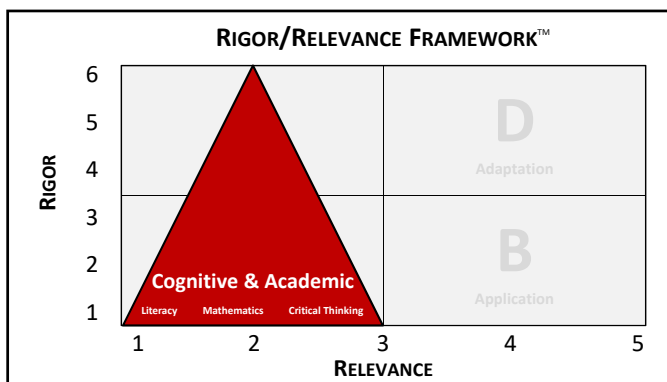 RIGOR/RELEVANCE FRAMEWORK™
6
5
4
3
2
1
RIGOR
D
Adaptation
B
Application
Cognitive & Academic
Literacy Mathematics Critical Thinking
1 2 3 4 5
RELEVANCE